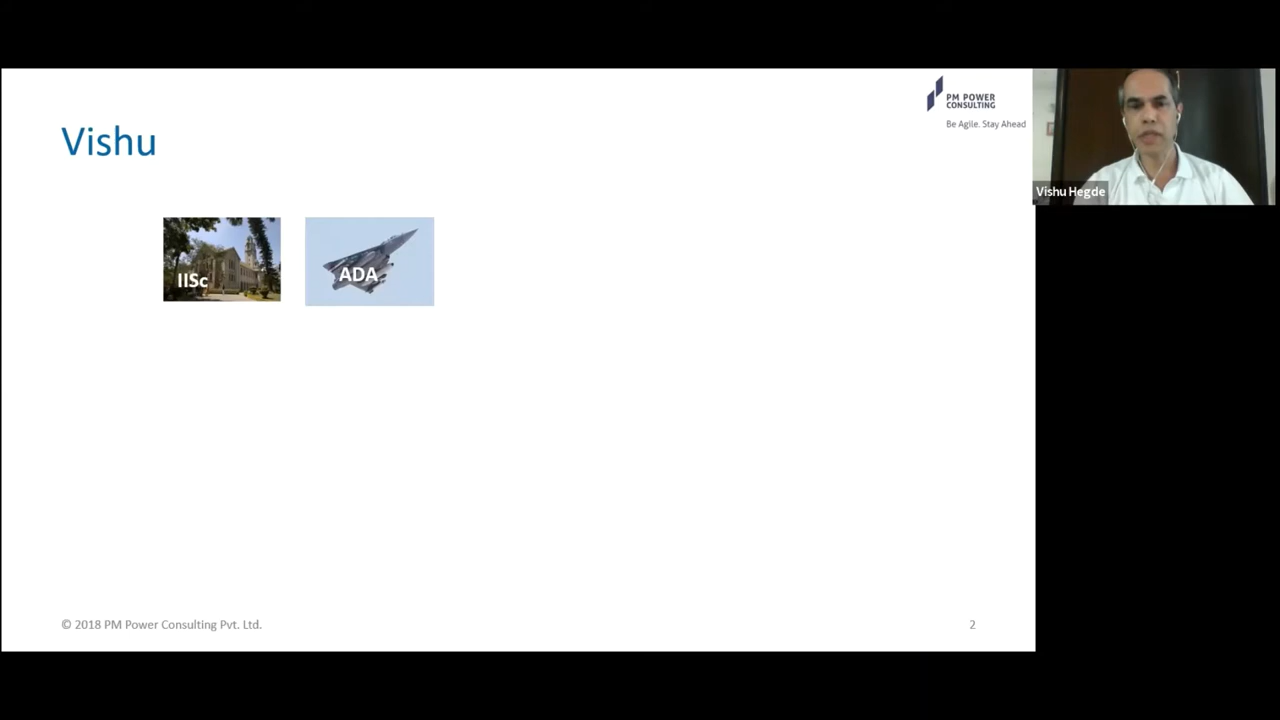 PM POWER
CONSULTING
Be Agile. Stay Ahead
Vishu
Vishu Hegde
IISc
ADA
© 2018 PM Power Consulting Pvt. Ltd.
2